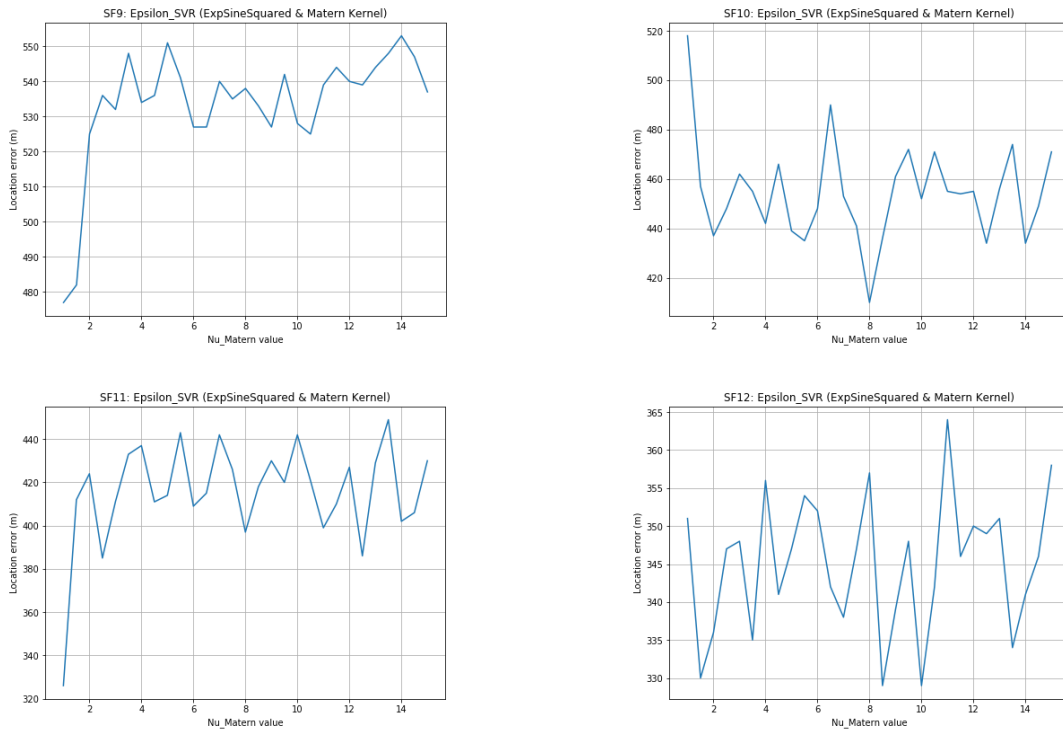 SF9: Epsilon_SVR (ExpSineSquared & Matern Kernel)
550
540
530
520
510
500
490
480
Location error (m)
2 4 6 8 10 12 14
Nu_Matern value
SF10: Epsilon_SVR (ExpSineSquared & Matern Kernel)
520
500
480
460
440
420
Location error (m)
2 4 6 8 10 12 14
Nu_Matern value
SF11: Epsilon_SVR (ExpSineSquared & Matern Kernel)
440
420
400
380
360
340
320
Location error (m)
2 4 6 8 10 12 14
Nu_Matern value
SF12: Epsilon_SVR (ExpSineSquared & Matern Kernel)
365
360
355
350
345
340
335
330
Location error (m)
2 4 6 8 10 12 14
Nu_Matern value